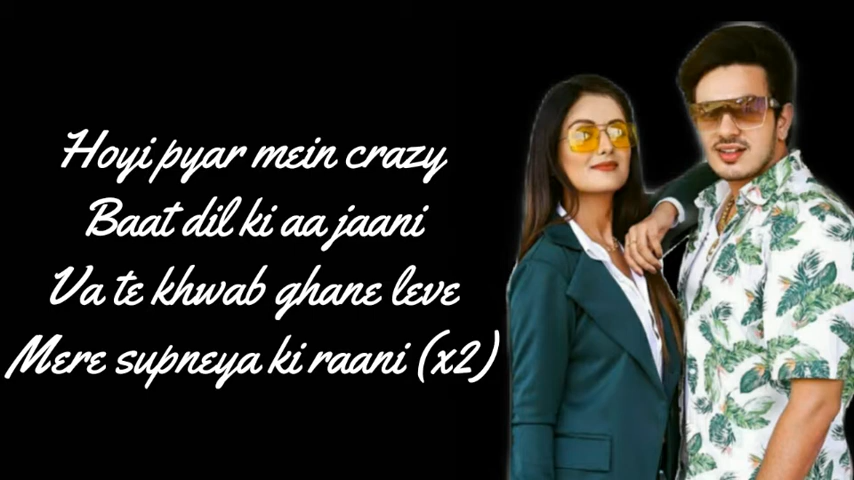 Hoyi pyar mein crazy
Baat dil ki aa jaani
Va te khwab ghane leve
Mere supneya ki raani (x2)